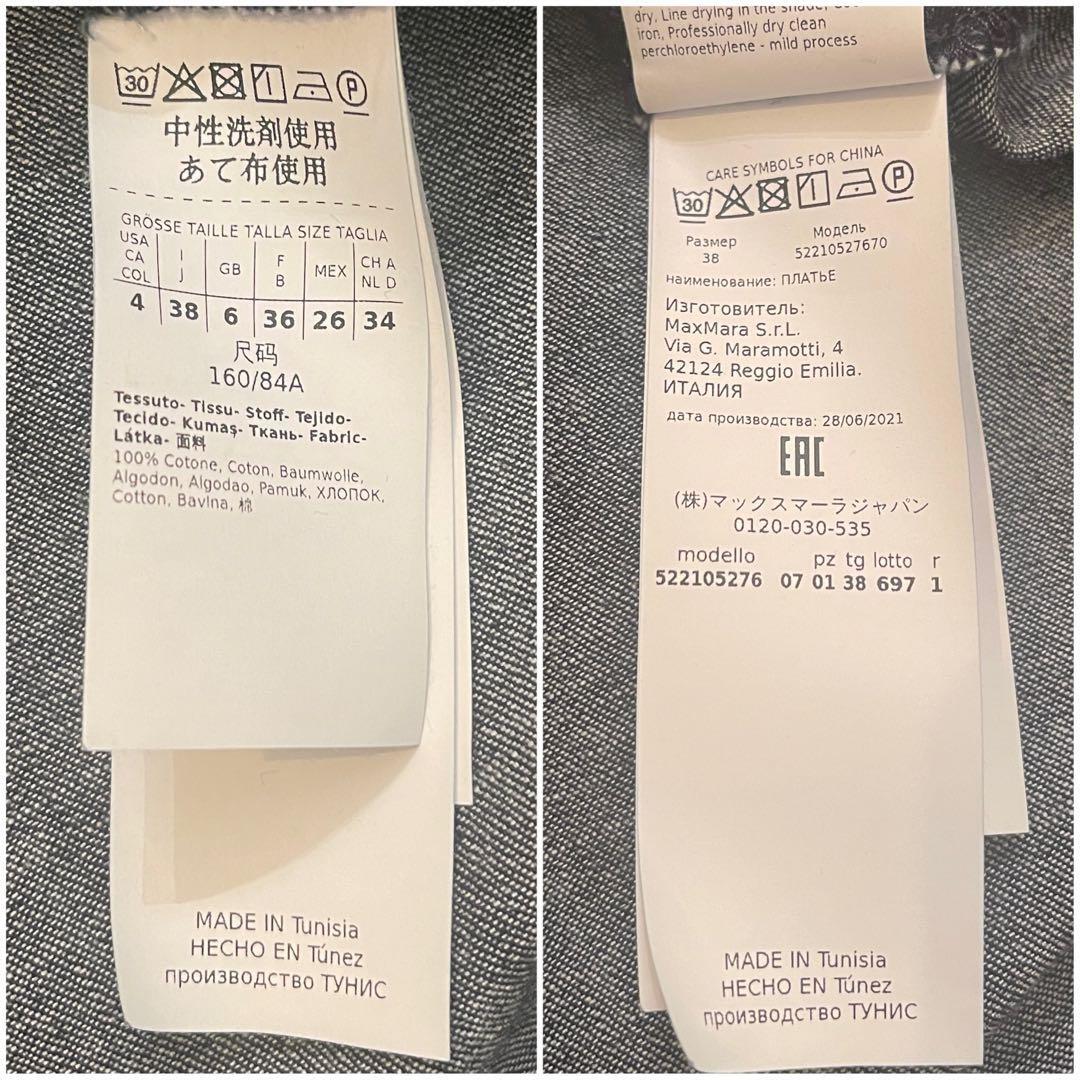 30 P
中性洗剤使用
あて布使用
GRÖSSE TAILLE TALLA SIZE TAGLIA
USA CA COL | I J | GB | F B | MEX | CH A NL D
4 | 38 | 6 | 36 | 26 | 34
尺码
160/84A
Tessuto- Tissu- Stoff- Tejido-
Tecido- Kumaş- Ткань- Fabric-
Látka- 面料
100% Cotone, Coton, Baumwolle,
Algodon, Algodao, Pamuk, ХЛОПОК,
Cotton, Bavlna, 棉
MADE IN Tunisia
HECHO EN Túnez
производство ТУНИС
dry, Line drying in the shade,
iron, Professionally dry clean
perchloroethylene - mild process
CARE SYMBOLS FOR CHINA
30 P
Размер Модель
38 52210527670
наименование: ПЛАТЬЕ
Изготовитель:
MaxMara S.r.L.
Via G. Maramotti, 4
42124 Reggio Emilia.
ИТАЛИЯ
дата производства: 28/06/2021
EAC
(株)マックスマーラジャパン
0120-030-535
modello pz tg lotto r
522105276 07 01 38 697 1
MADE IN Tunisia
HECHO EN Túnez
производство ТУНИС